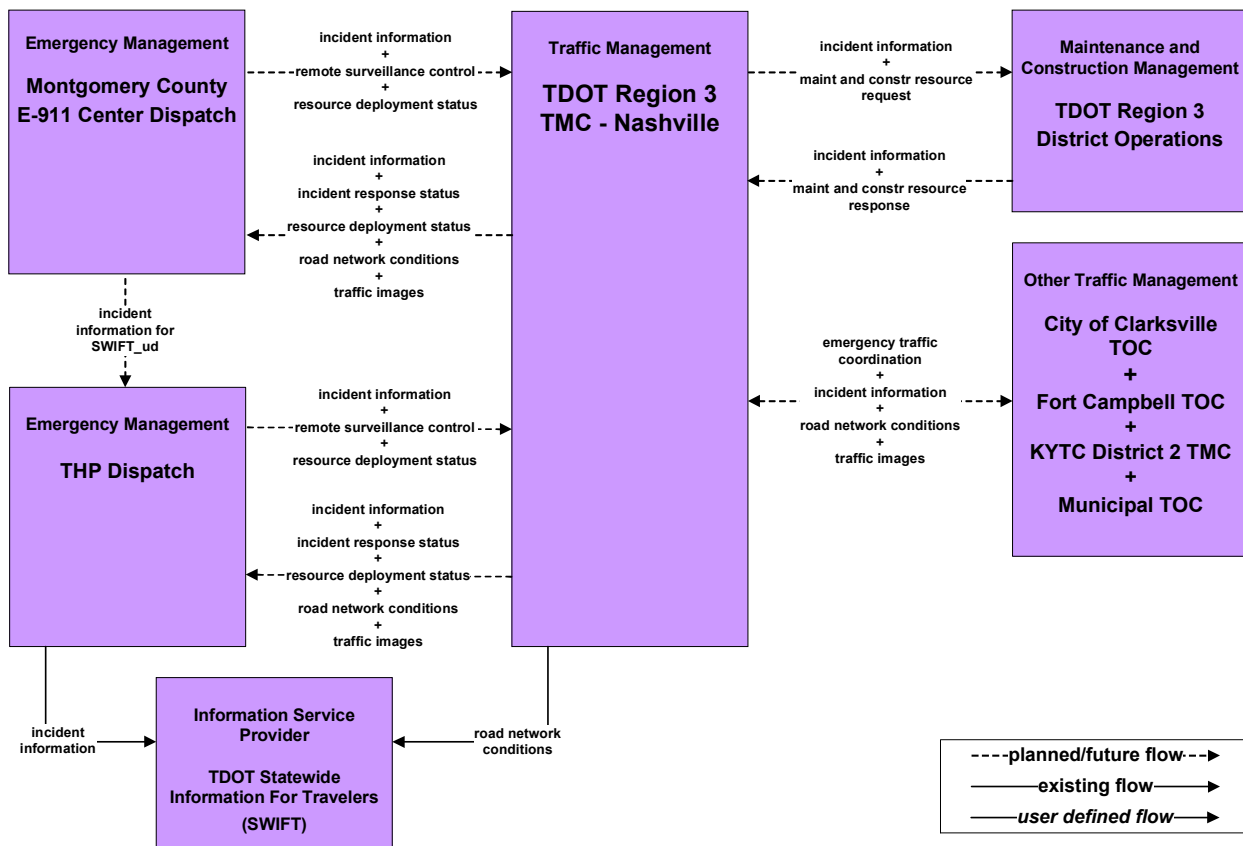 Emergency Management
Montgomery County
E-911 Center Dispatch
incident information
+
remote surveillance control
+
resource deployment status
incident information
+
incident response status
+
resource deployment status
+
road network conditions
+
traffic images
Traffic Management
TDOT Region 3
TMC - Nashville
incident information
+
maint and constr resource
request
incident information
+
maint and constr resource
response
Maintenance and
Construction Management
TDOT Region 3
District Operations
incident
information for
SWIFT_ud
Emergency Management
THP Dispatch
incident information
+
remote surveillance control
+
resource deployment status
incident information
+
incident response status
+
resource deployment status
+
road network conditions
+
traffic images
emergency traffic
coordination
+
incident information
+
road network conditions
+
traffic images
Other Traffic Management
City of Clarksville
TOC
+
Fort Campbell TOC
+
KYTC District 2 TMC
+
Municipal TOC
incident
information
Information Service
Provider
TDOT Statewide
Information For Travelers
(SWIFT)
road network
conditions
planned/future flow
existing flow
user defined flow